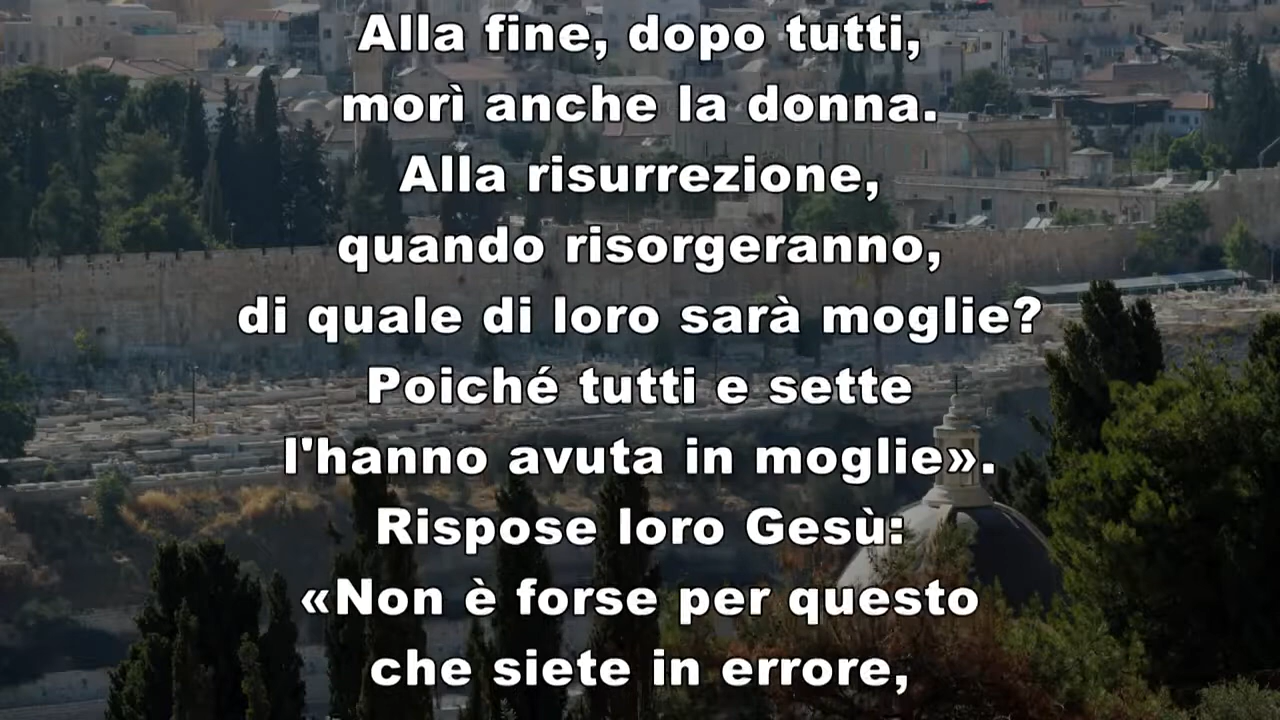 Alla fine, dopo tutti,
morì anche la donna.
Alla risurrezione,
quando risorgeranno,
di quale di loro sarà moglie?
Poiché tutti e sette
l'hanno avuta in moglie».
Rispose loro Gesù:
«Non è forse per questo
che siete in errore,